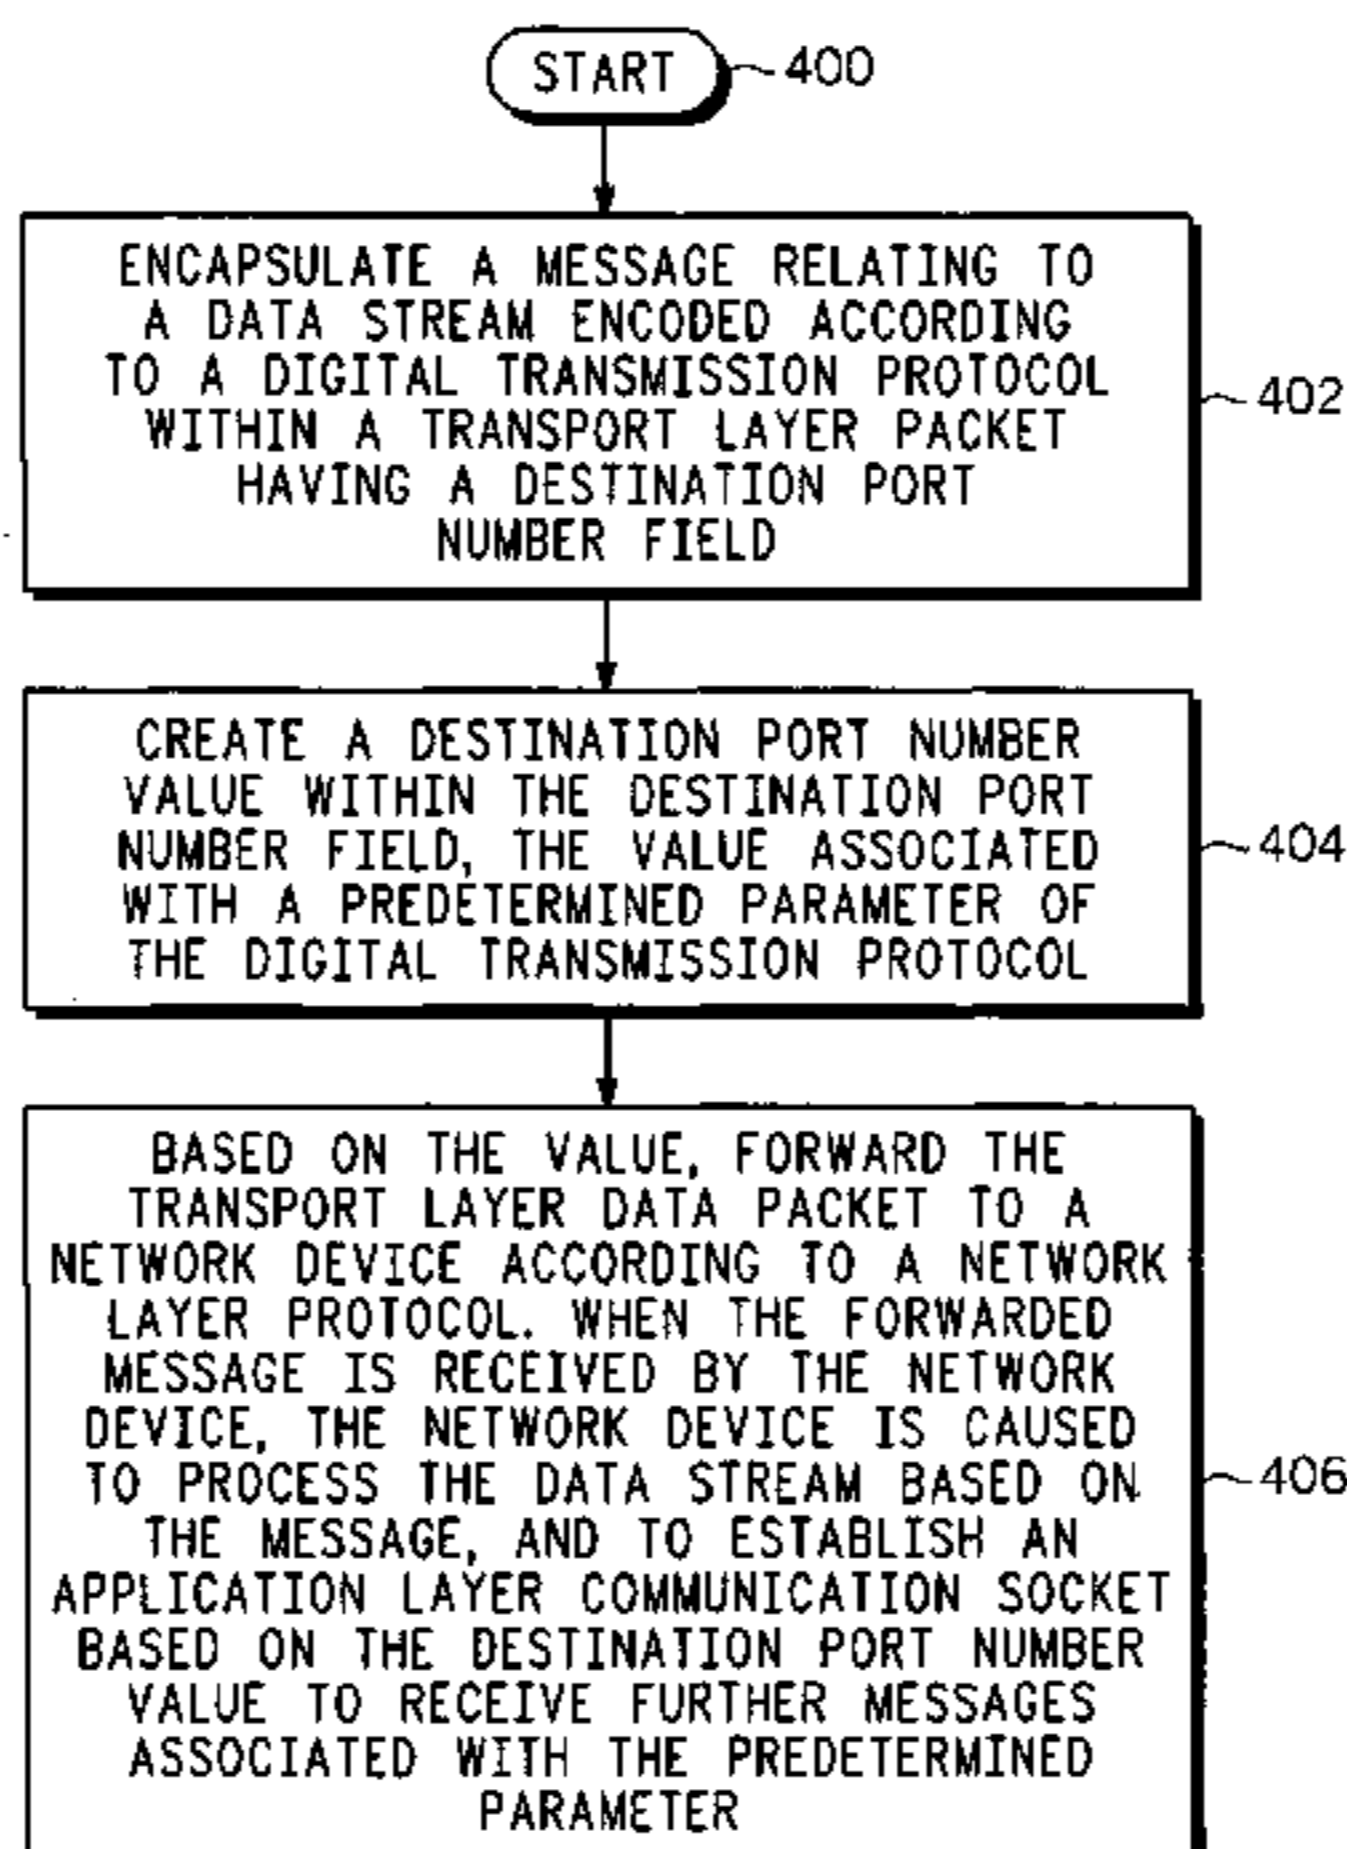 START
400
ENCAPSULATE A MESSAGE RELATING TO
A DATA STREAM ENCODED ACCORDING
TO A DIGITAL TRANSMISSION PROTOCOL
WITHIN A TRANSPORT LAYER PACKET
HAVING A DESTINATION PORT
NUMBER FIELD
402
CREATE A DESTINATION PORT NUMBER
VALUE WITHIN THE DESTINATION PORT
NUMBER FIELD, THE VALUE ASSOCIATED
WITH A PREDETERMINED PARAMETER OF
THE DIGITAL TRANSMISSION PROTOCOL
404
BASED ON THE VALUE, FORWARD THE
TRANSPORT LAYER DATA PACKET TO A
NETWORK DEVICE ACCORDING TO A NETWORK
LAYER PROTOCOL. WHEN THE FORWARDED
MESSAGE IS RECEIVED BY THE NETWORK
DEVICE, THE NETWORK DEVICE IS CAUSED
TO PROCESS THE DATA STREAM BASED ON
THE MESSAGE, AND TO ESTABLISH AN
APPLICATION LAYER COMMUNICATION SOCKET
BASED ON THE DESTINATION PORT NUMBER
VALUE TO RECEIVE FURTHER MESSAGES
ASSOCIATED WITH THE PREDETERMINED
PARAMETER
406